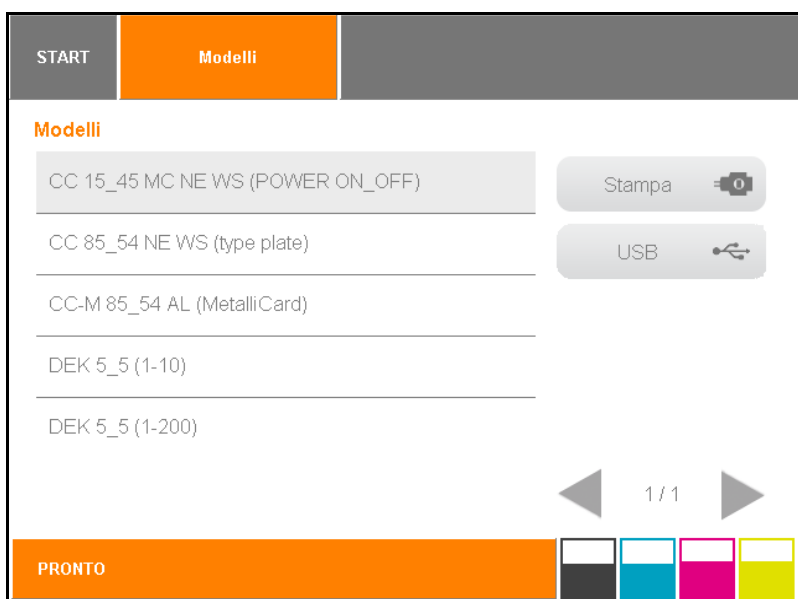 START
Modelli
Modelli
CC 15_45 MC NE WS (POWER ON_OFF)
Stampa
CC 85_54 NE WS (type plate)
USB
CC-M 85_54 AL (MetalliCard)
DEK 5_5 (1-10)
DEK 5_5 (1-200)
1 / 1
PRONTO